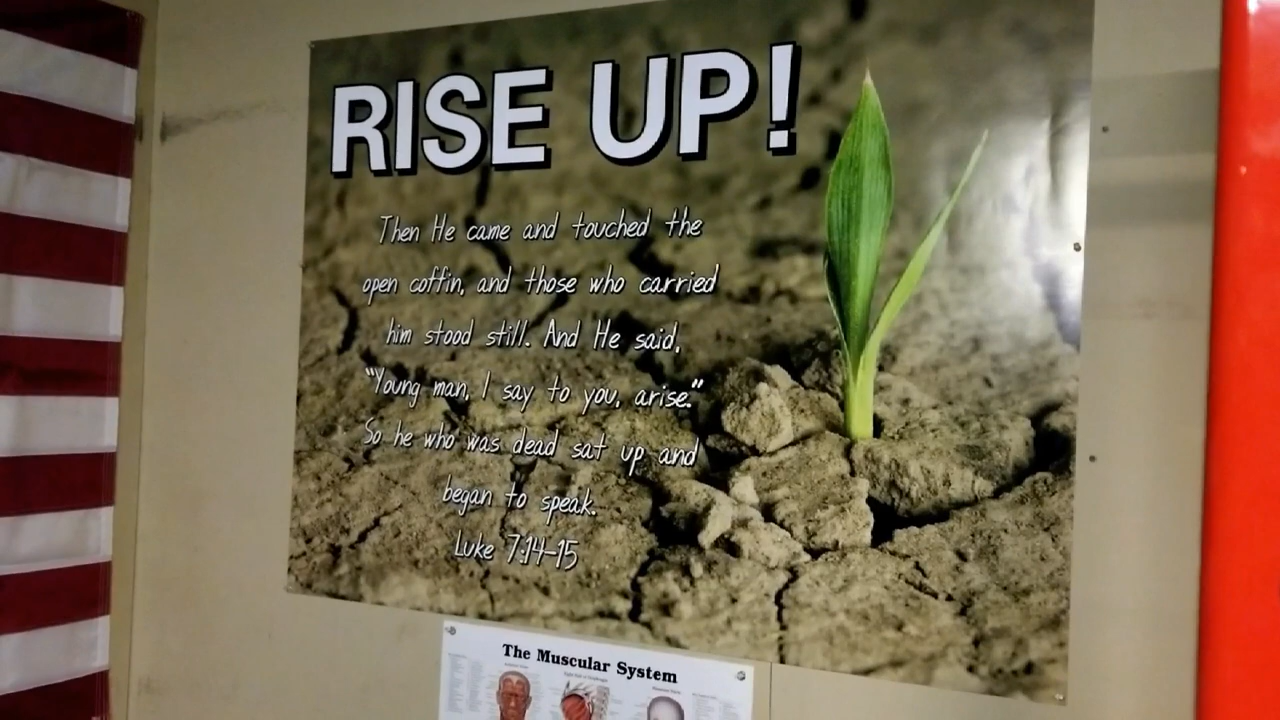 RISE UP!
Then He came and touched the
open coffin, and those who carried
him stood still. And He said,
"Young man, I say to you, arise."
So he who was dead sat up and
began to speak.
Luke 7:14-15
The Muscular System